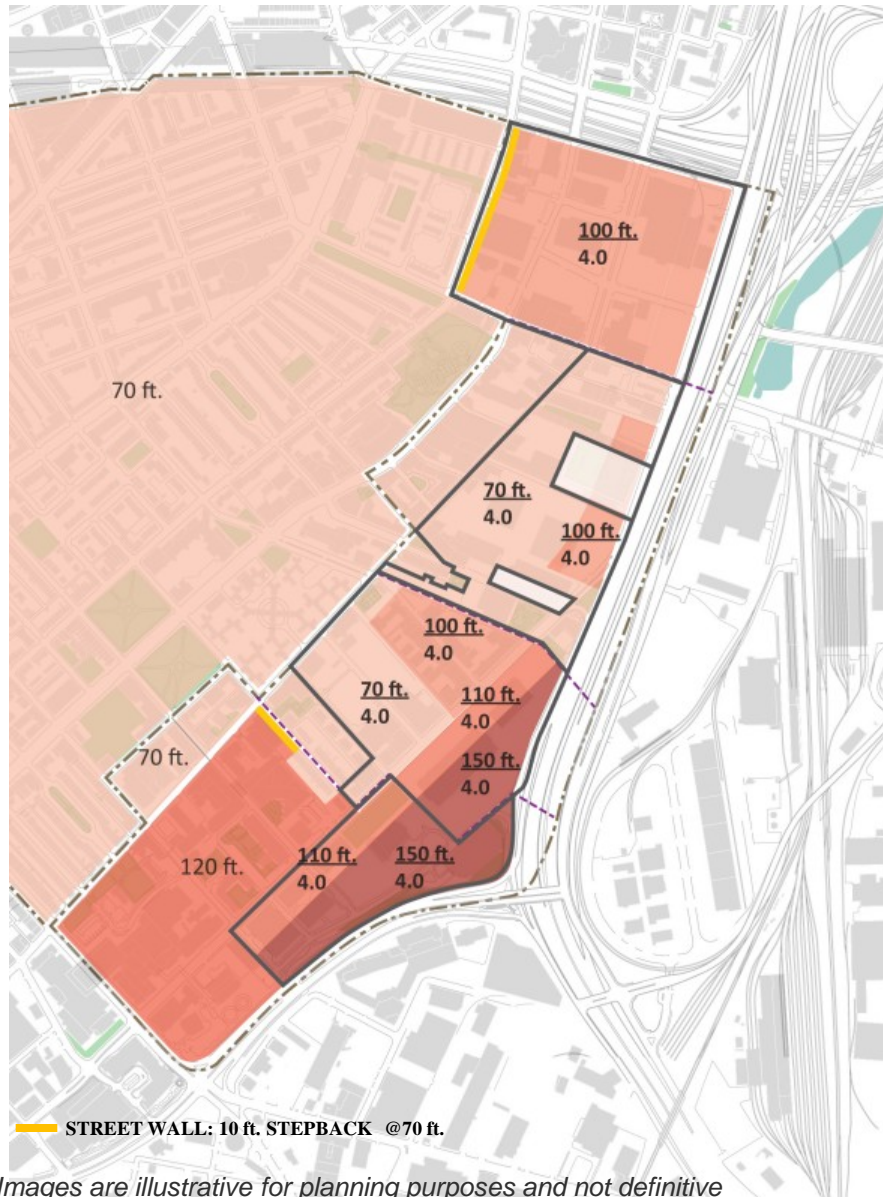 100 ft.
4.0
70 ft.
70 ft.
4.0
100 ft.
4.0
100 ft.
4.0
70 ft.
4.0
110 ft.
4.0
70 ft.
150 ft.
4.0
120 ft.
110 ft.
4.0
150 ft.
4.0
STREET WALL: 10 ft. STEPBACK @70 ft.
Images are illustrative for planning purposes and not definitive